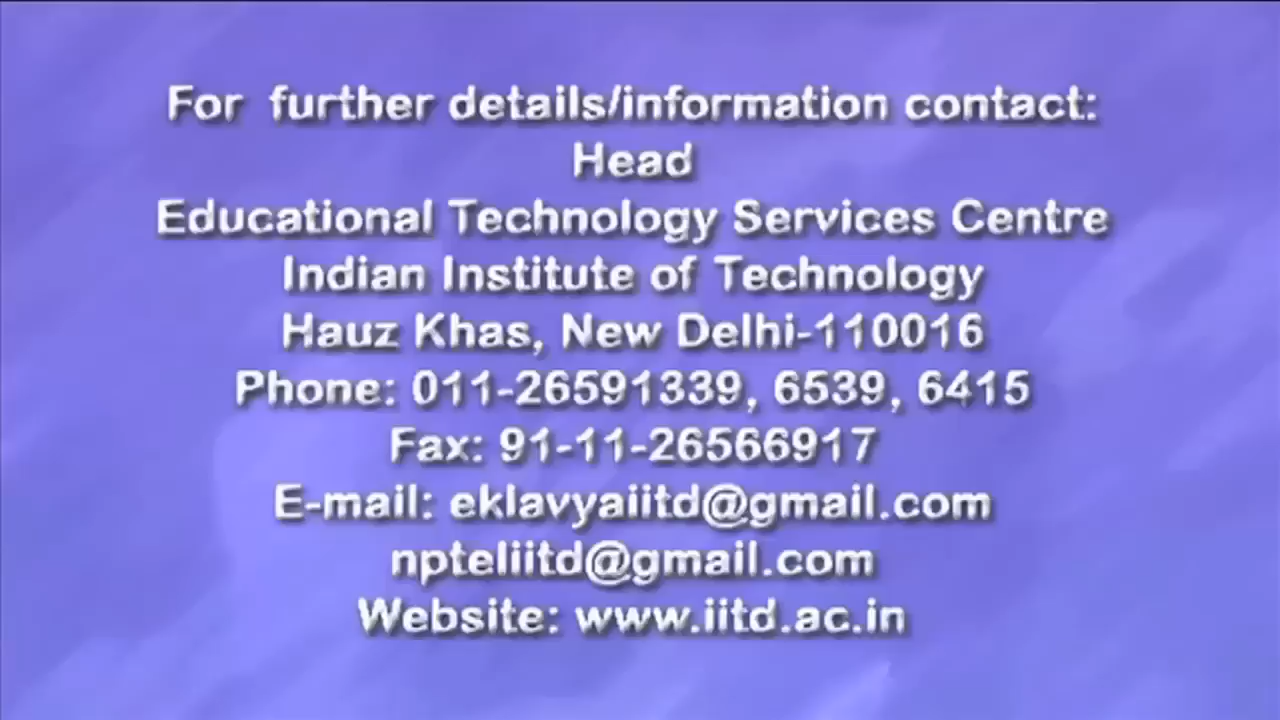 For further details/information contact:
Head
Educational Technology Services Centre
Indian Institute of Technology
Hauz Khas, New Delhi-110016
Phone: 011-26591339, 6539, 6415
Fax: 91-11-26566917
E-mail: eklavyaiitd@gmail.com
npteliitd@gmail.com
Website: www.iitd.ac.in